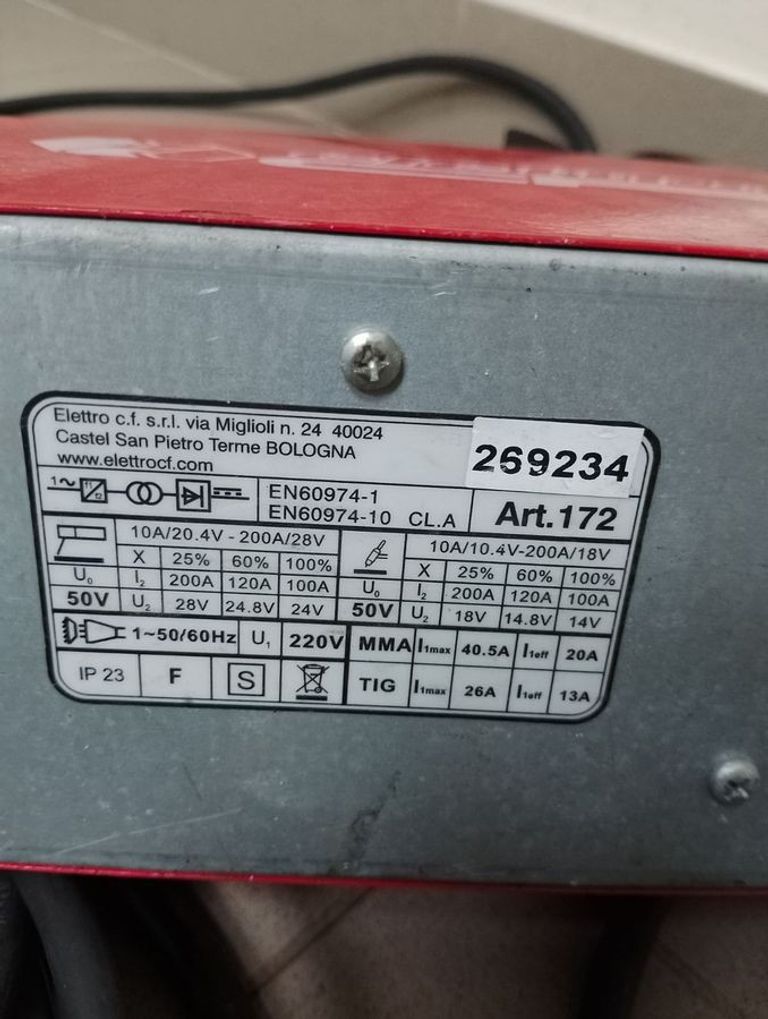 Elettro c.f. s.r.l. via Miglioli n. 24 40024
Castel San Pietro Terme BOLOGNA
www.elettrocf.com
269234
1~
EN60974-1
EN60974-10 CL.A
Art.172
10A/20.4V - 200A/28V
X 25% 60% 100%
U₀ I₂ 200A 120A 100A
50V U₂ 28V 24.8V 24V
10A/10.4V-200A/18V
X 25% 60% 100%
U₀ I₂ 200A 120A 100A
50V U₂ 18V 14.8V 14V
1~50/60Hz U₁ 220V
MMA I1max 40.5A I1eff 20A
IP 23 F S
TIG I1max 26A I1eff 13A